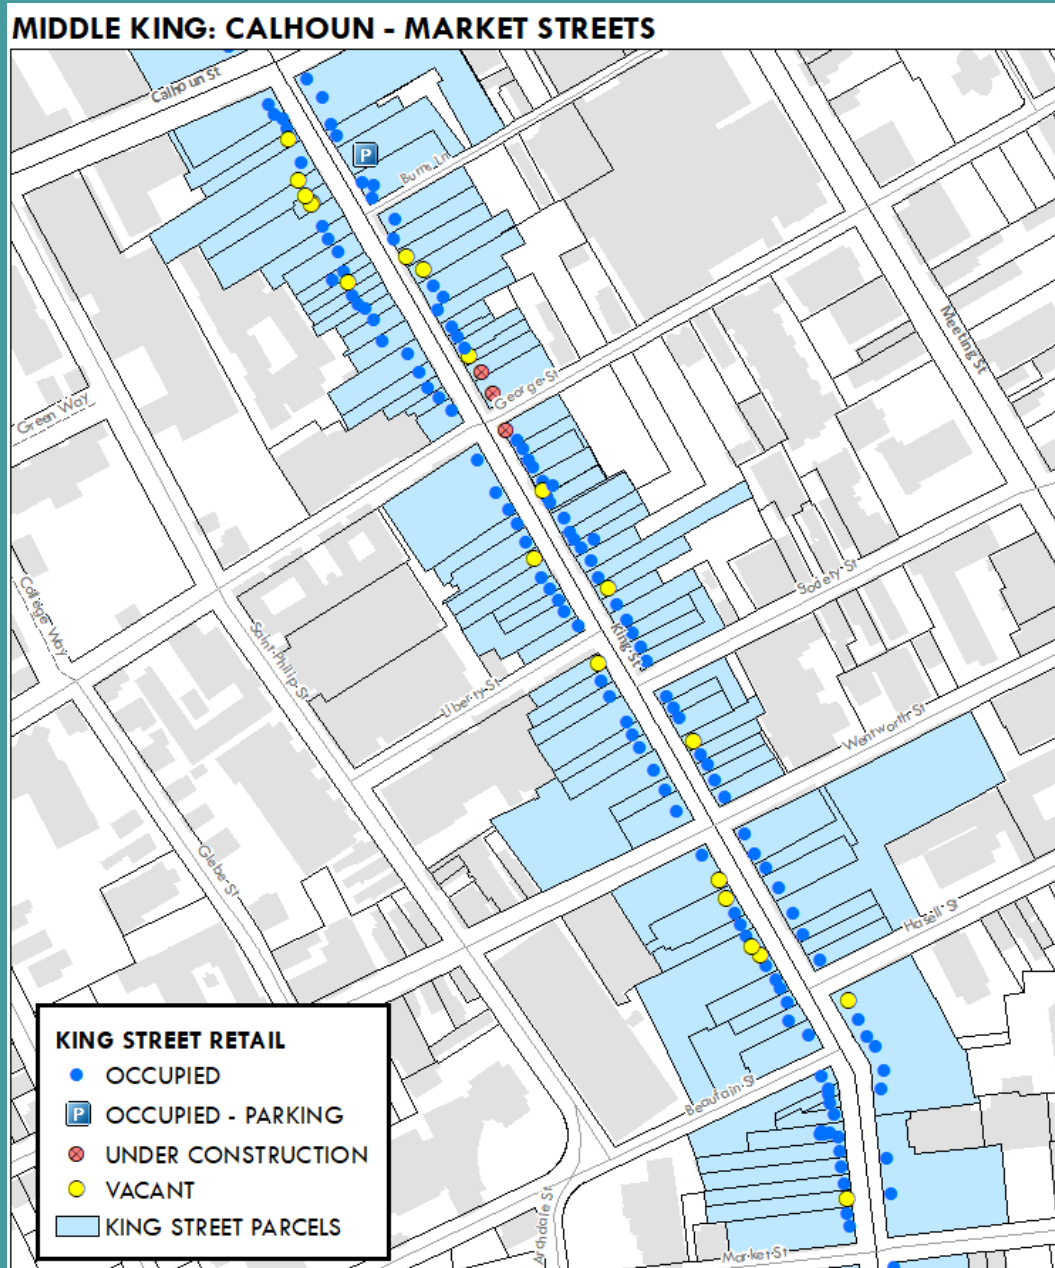 MIDDLE KING: CALHOUN - MARKET STREETS
Calhoun St
P
Burns Ln
Meeting St
George St
Green Way
College Way
Society St
Saint Philip St
King St
Liberty St
Wentworth St
Glebe St
Hasell St
KING STREET RETAIL
OCCUPIED
P OCCUPIED - PARKING
UNDER CONSTRUCTION
VACANT
KING STREET PARCELS
Beaufain St
Archdale St
Market St